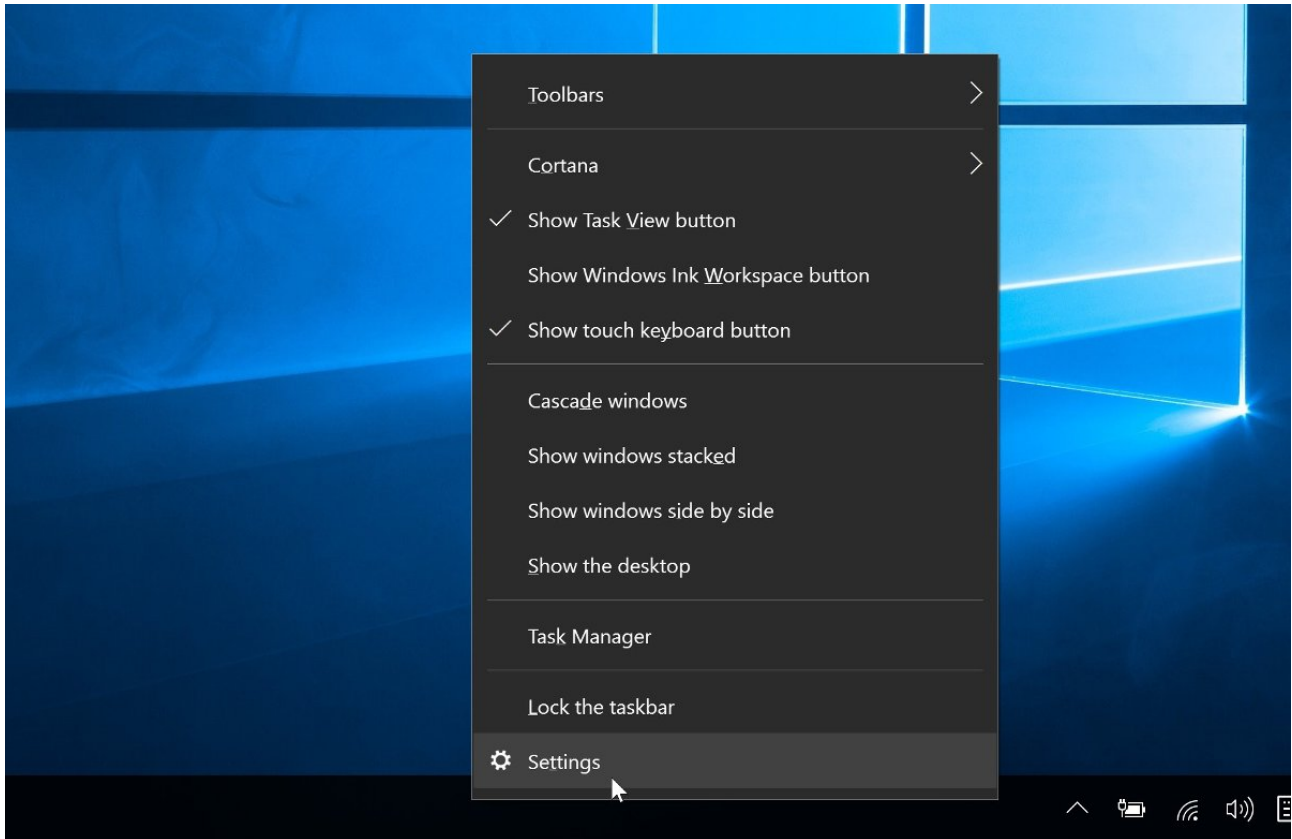 Toolbars
Cortana
Show Task View button
Show Windows Ink Workspace button
Show touch keyboard button
Cascade windows
Show windows stacked
Show windows side by side
Show the desktop
Task Manager
Lock the taskbar
Settings